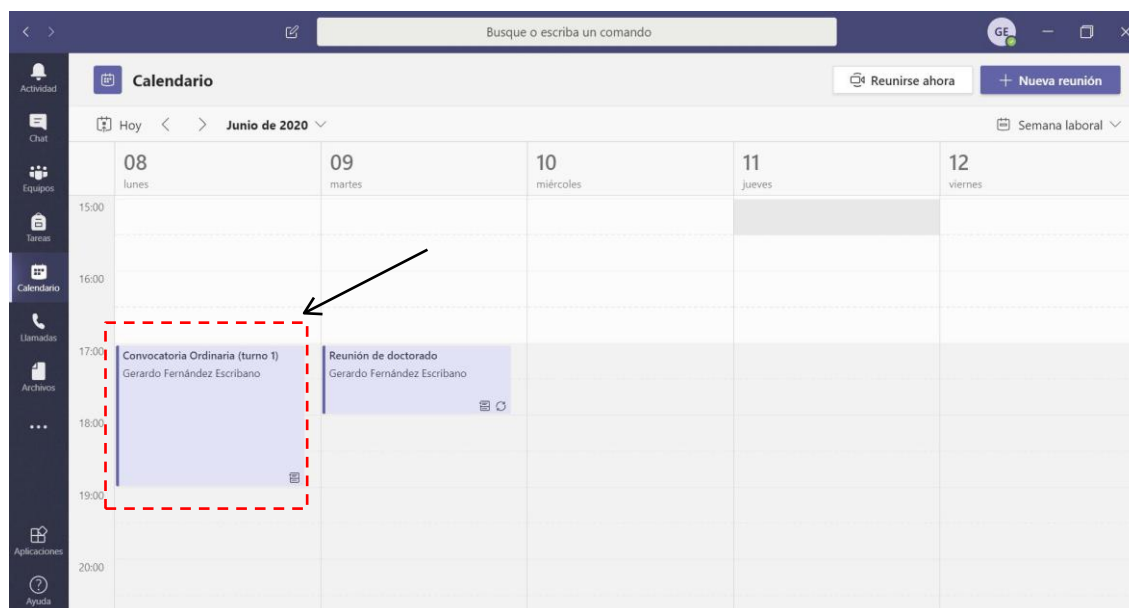 Busque o escriba un comando
GE
Actividad
Chat
Equipos
Tareas
Calendario
Llamadas
Archivos
Aplicaciones
Ayuda
Calendario
Reunirse ahora
+ Nueva reunión
Hoy
Junio de 2020
Semana laboral
08
lunes
09
martes
10
miércoles
11
jueves
12
viernes
15:00
16:00
17:00
18:00
19:00
20:00
Convocatoria Ordinaria (turno 1)
Gerardo Fernández Escribano
Reunión de doctorado
Gerardo Fernández Escribano